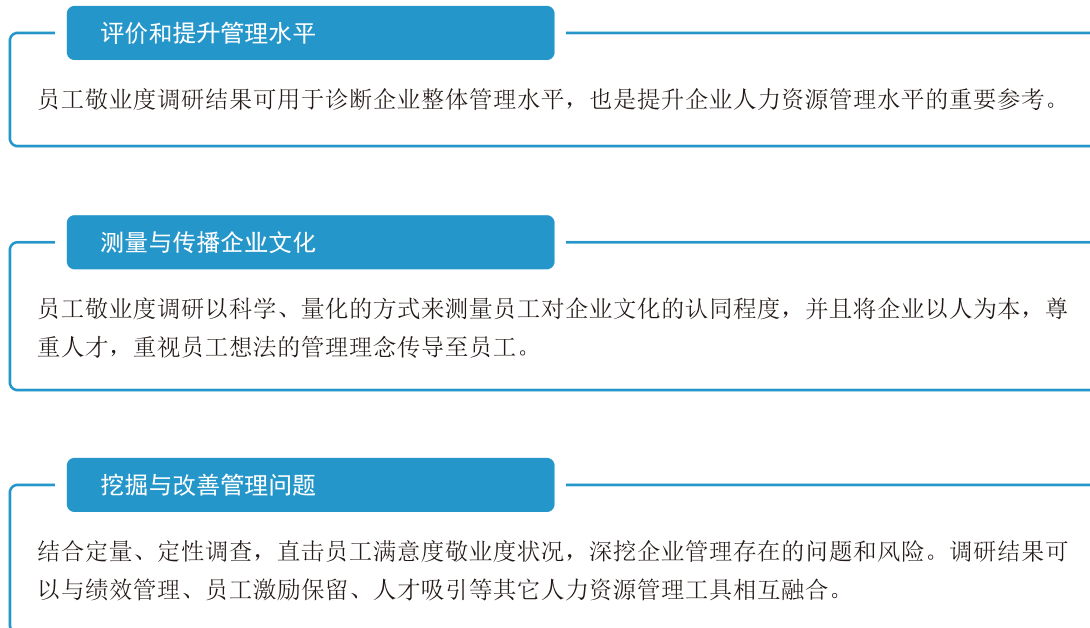 评价和提升管理水平
员工敬业度调研结果可用于诊断企业整体管理水平，也是提升企业人力资源管理水平的重要参考。
测量与传播企业文化
员工敬业度调研以科学、量化的方式来测量员工对企业文化的认同程度，并且将企业以人为本，尊
重人才，重视员工想法的管理理念传导至员工。
挖掘与改善管理问题
结合定量、定性调查，直击员工满意度敬业度状况，深挖企业管理存在的问题和风险。调研结果可
以与绩效管理、员工激励保留、人才吸引等其它人力资源管理工具相互融合。